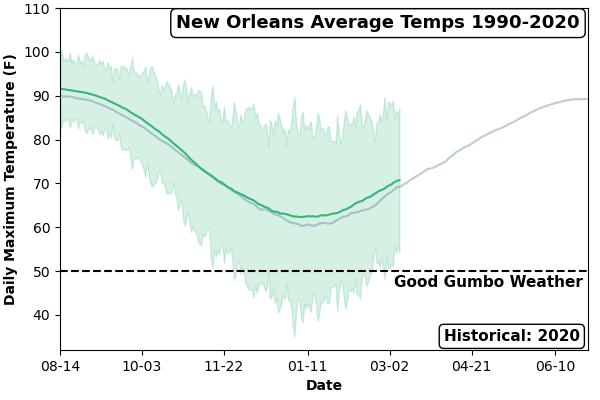 New Orleans Average Temps 1990-2020
Daily Maximum Temperature (F)
110
100
90
80
70
60
50
40
Good Gumbo Weather
Historical: 2020
08-14 10-03 11-22 01-11 03-02 04-21 06-10
Date